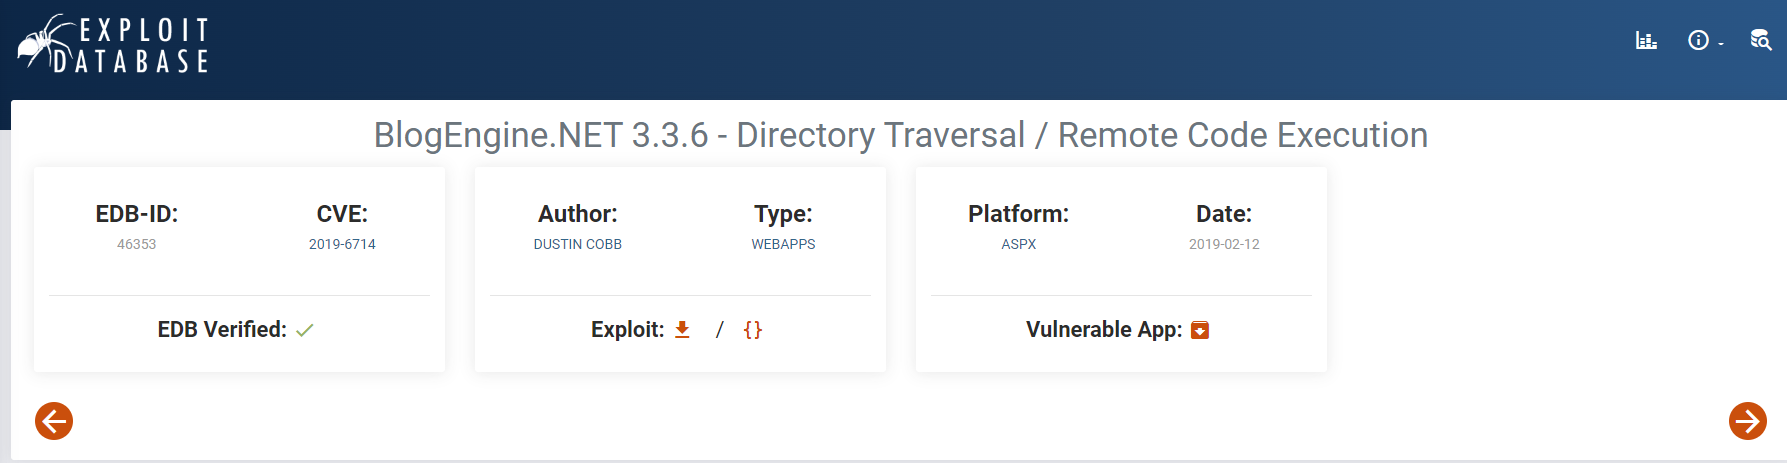 EXPLOIT
DATABASE
BlogEngine.NET 3.3.6 - Directory Traversal / Remote Code Execution
EDB-ID:
46353
CVE:
2019-6714
EDB Verified:
Author:
DUSTIN COBB
Type:
WEBAPPS
Exploit: / {}
Platform:
ASPX
Date:
2019-02-12
Vulnerable App: